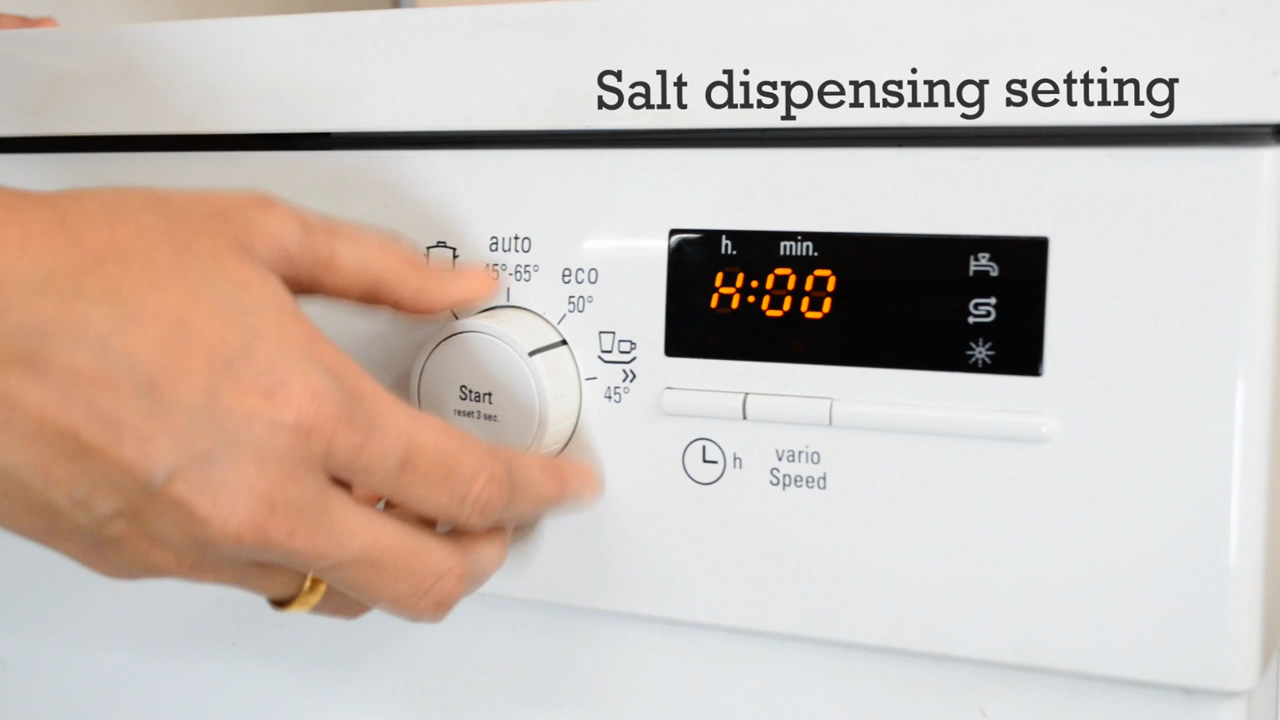 Salt dispensing setting
h. min.
H:00
auto
45°-65°
eco
50°
45°
Start
reset 3 sec.
h
vario
Speed